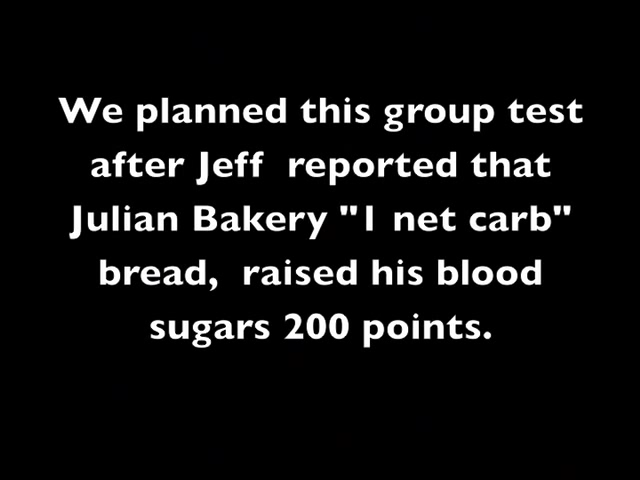 We planned this group test
after Jeff  reported that
Julian Bakery "1 net carb"
bread,  raised his blood
sugars 200 points.